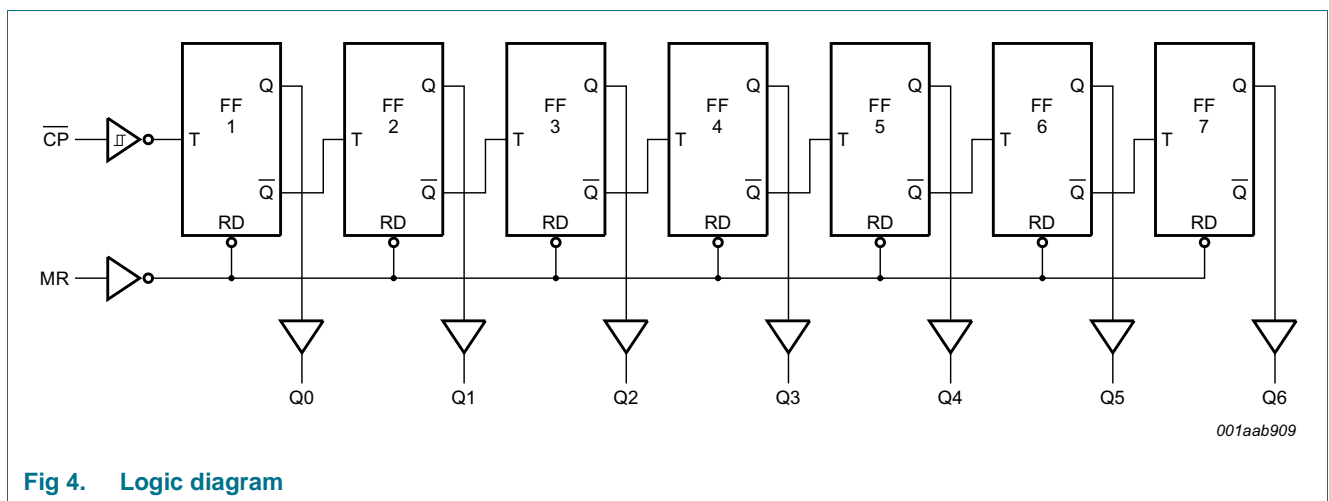 Q Q Q Q Q Q Q
FF FF FF FF FF FF FF
1 2 3 4 5 6 7
C̅P̅ T T T T T T T
Q̅ Q̅ Q̅ Q̅ Q̅ Q̅ Q̅
RD RD RD RD RD RD RD
MR
Q0 Q1 Q2 Q3 Q4 Q5 Q6
001aab909
Fig 4. Logic diagram